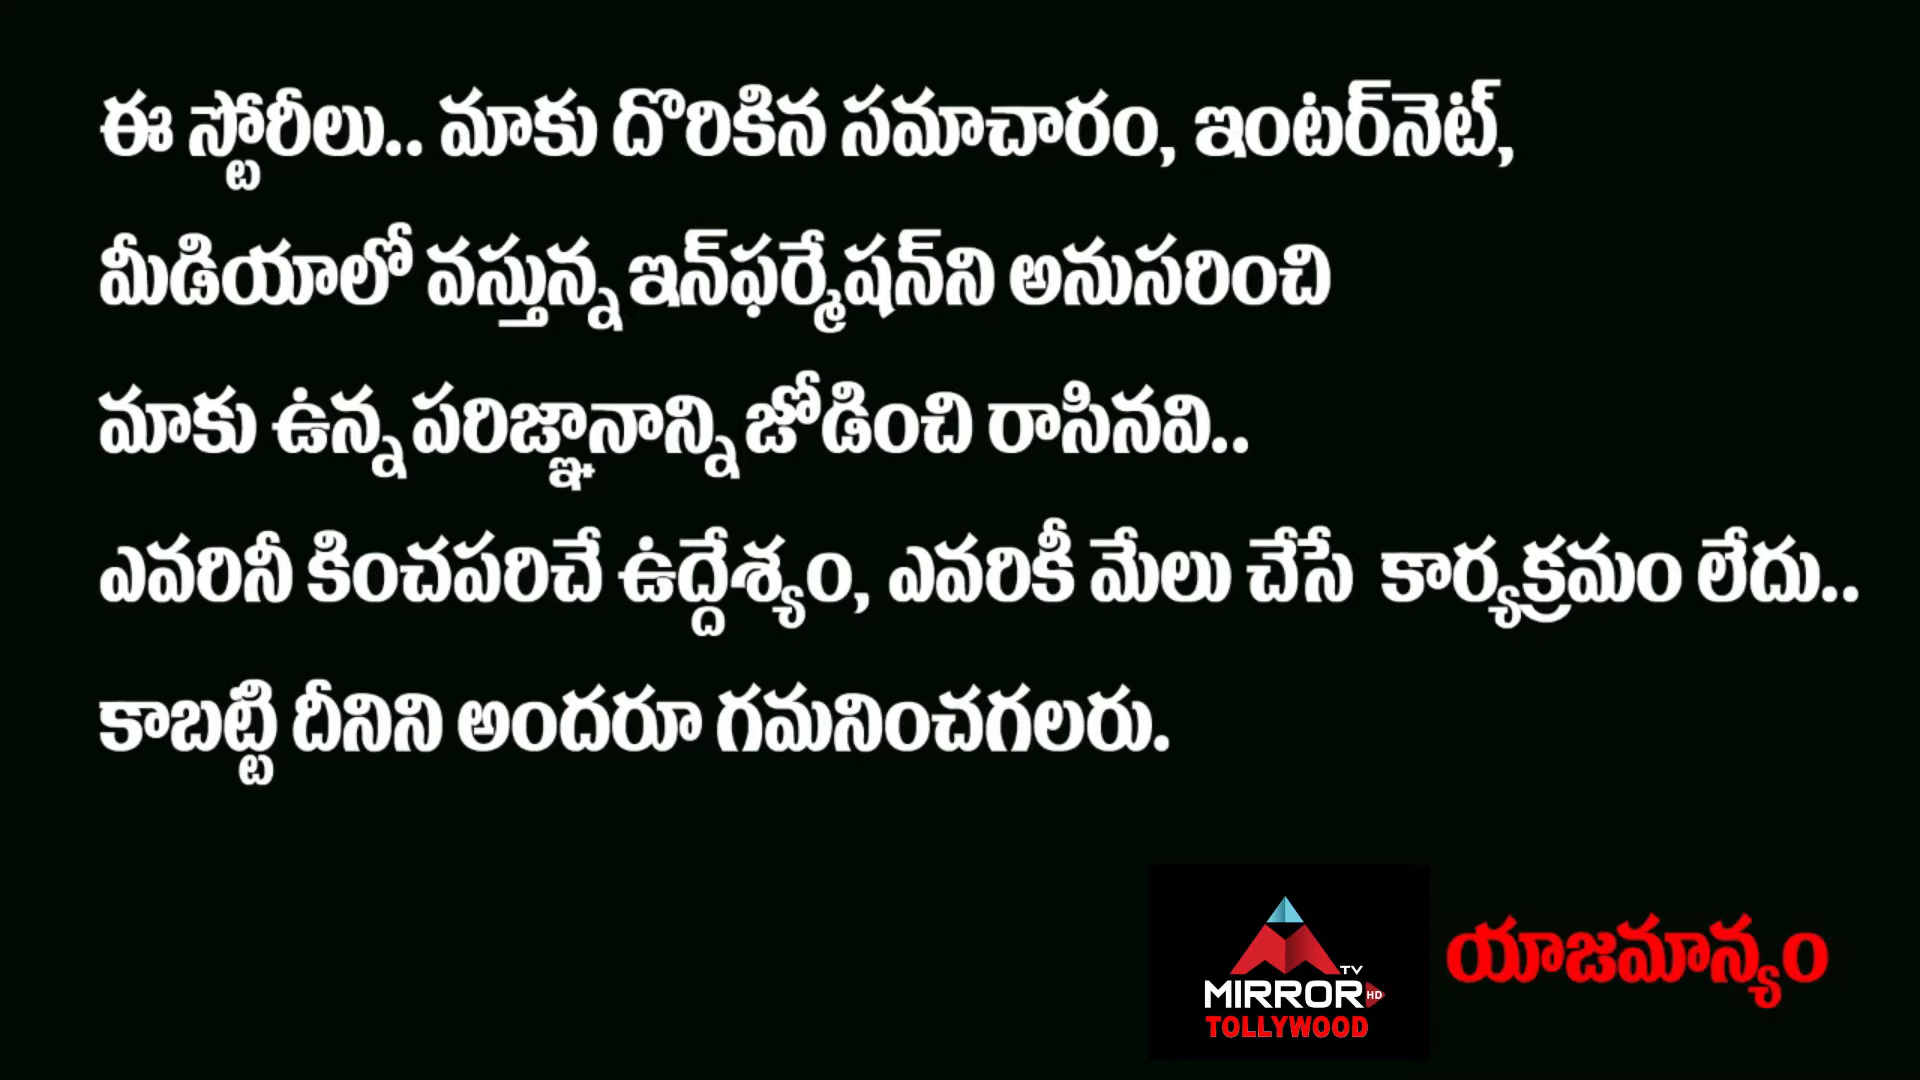 ఈ స్టోరీలు.. మాకు దొరికిన సమాచారం, ఇంటర్‌నెట్,
మీడియాలో వస్తున్న ఇన్‌ఫర్మేషన్‌ని అనుసరించి
మాకు ఉన్న పరిజ్ఞానాన్ని జోడించి రాసినవి..
ఎవరినీ కించపరిచే ఉద్దేశ్యం, ఎవరికీ మేలు చేసే కార్యక్రమం లేదు..
కాబట్టి దీనిని అందరూ గమనించగలరు.
యాజమాన్యం
TV
MIRROR HD
TOLLYWOOD